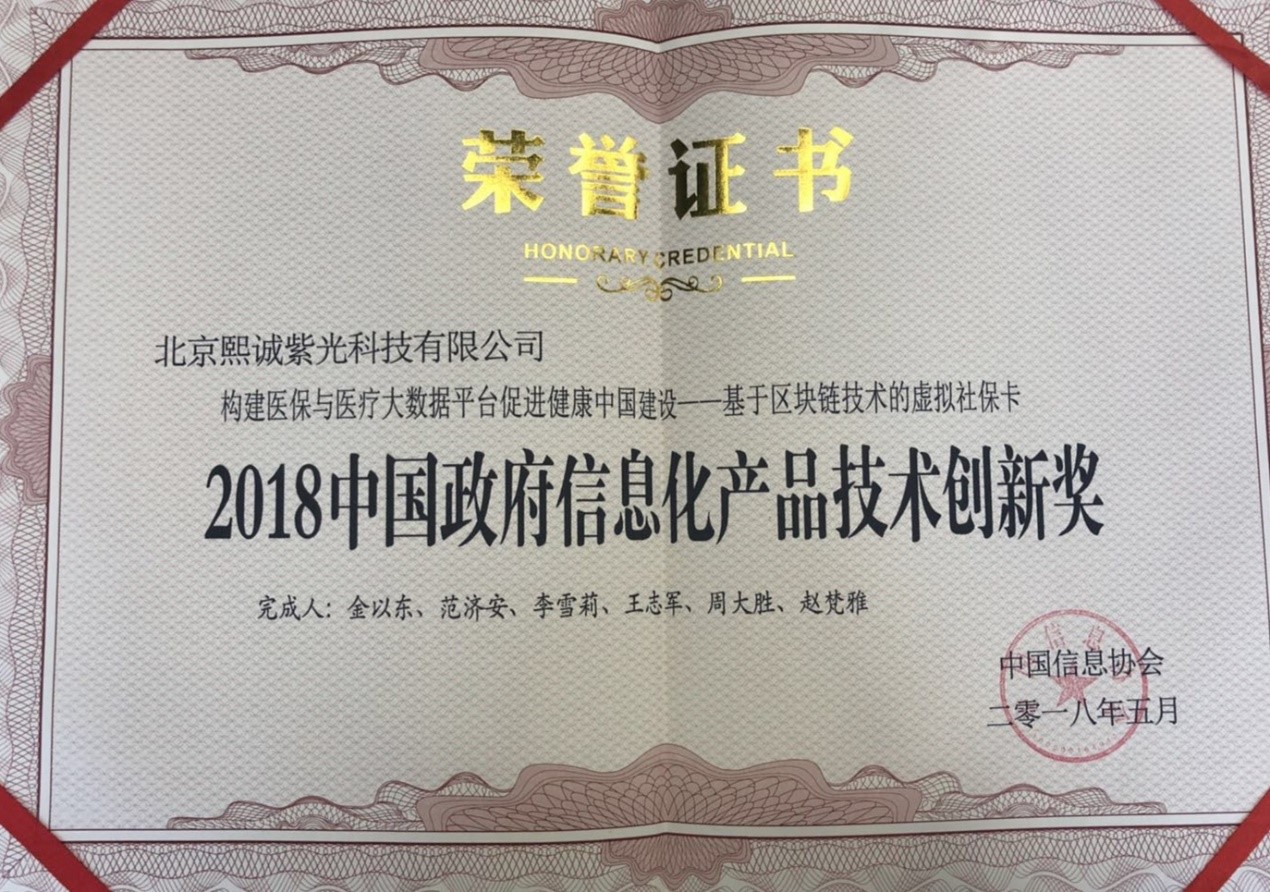 荣誉证书
HONORARY CREDENTIAL
北京熙诚紫光科技有限公司
构建医保与医疗大数据平台促进健康中国建设——基于区块链技术的虚拟社保卡
2018中国政府信息化产品技术创新奖
完成人：金以东、范济安、李雪莉、王志军、周大胜、赵梵雅
中国信息协会
二零一八年五月